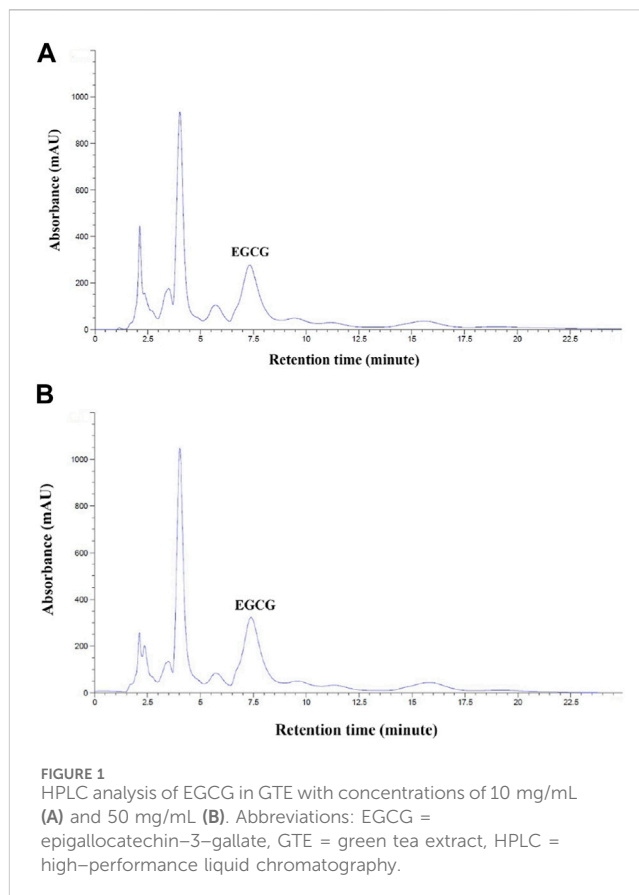 A
Absorbance (mAU)
1000
800
600
400
200
0
EGCG
0 2.5 5 7.5 10 12.5 15 17.5 20 22.5
Retention time (minute)
B
Absorbance (mAU)
1000
800
600
400
200
0
EGCG
0 2.5 5 7.5 10 12.5 15 17.5 20 22.5
Retention time (minute)
FIGURE 1
HPLC analysis of EGCG in GTE with concentrations of 10 mg/mL
(A) and 50 mg/mL (B). Abbreviations: EGCG =
epigallocatechin–3–gallate, GTE = green tea extract, HPLC =
high–performance liquid chromatography.